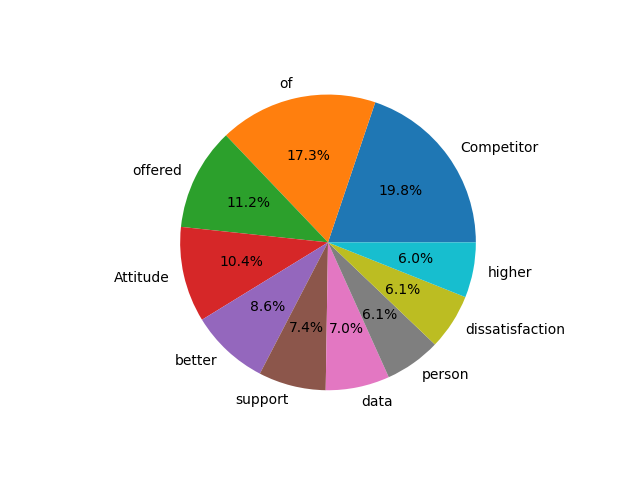 Competitor
19.8%
of
17.3%
offered
11.2%
Attitude
10.4%
better
8.6%
support
7.4%
data
7.0%
person
6.1%
dissatisfaction
6.1%
higher
6.0%